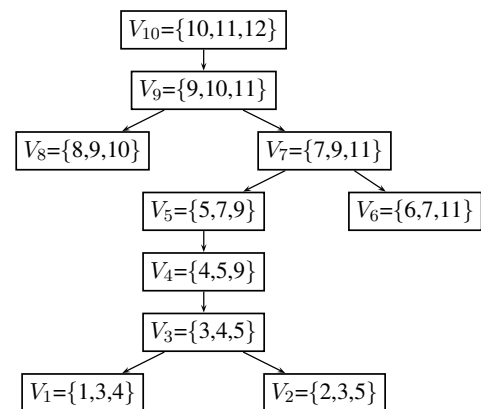 V₁₀={10,11,12}
V₉={9,10,11}
V₈={8,9,10}
V₇={7,9,11}
V₅={5,7,9}
V₆={6,7,11}
V₄={4,5,9}
V₃={3,4,5}
V₁={1,3,4}
V₂={2,3,5}